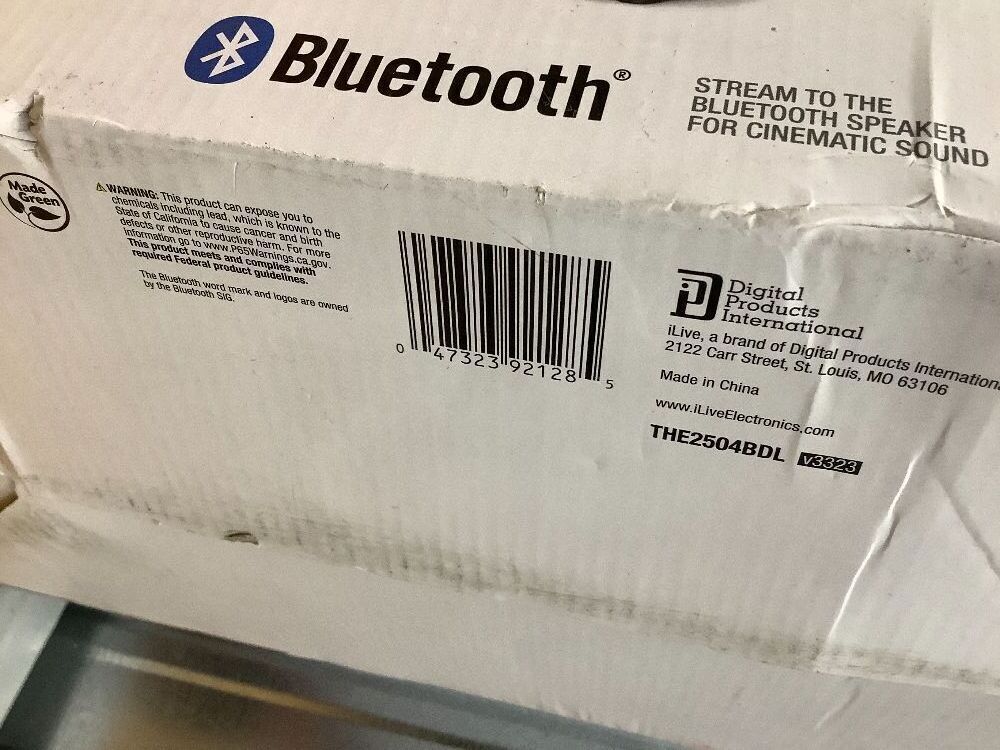 Bluetooth®
STREAM TO THE
BLUETOOTH SPEAKER
FOR CINEMATIC SOUND
Made
Green
WARNING: This product can expose you to
chemicals including lead, which is known to the
State of California to cause cancer and birth
defects or other reproductive harm. For more
information go to www.P65Warnings.ca.gov.
This product meets and complies with
required Federal product guidelines.
The Bluetooth word mark and logos are owned
by the Bluetooth SIG.
0 47323 92128 5
Digital
Products
International
iLive, a brand of Digital Products International
2122 Carr Street, St. Louis, MO 63106
Made in China
www.iLiveElectronics.com
THE2504BDL v3323